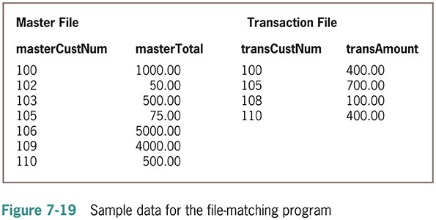 Master File Transaction File
masterCustNum masterTotal transCustNum transAmount
100 1000.00 100 400.00
102 50.00 105 700.00
103 500.00 108 100.00
105 75.00 110 400.00
106 5000.00
109 4000.00
110 500.00
Figure 7-19 Sample data for the file-matching program